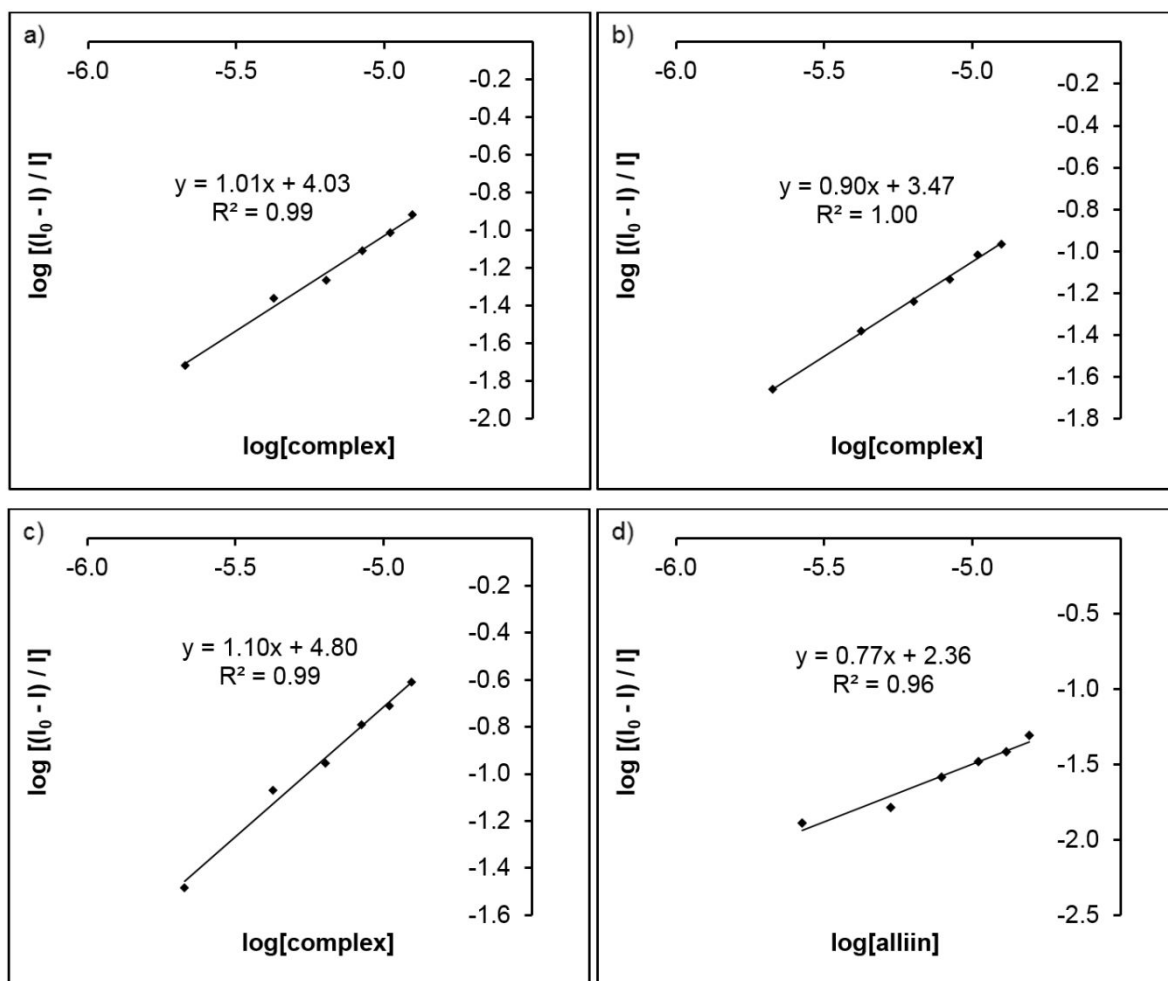 a)
-6.0 -5.5 -5.0
-0.2
-0.4
-0.6
-0.8
-1.0
-1.2
-1.4
-1.6
-1.8
-2.0
log [(I₀ - I) / I]
y = 1.01x + 4.03
R² = 0.99
log[complex]
b)
-6.0 -5.5 -5.0
-0.2
-0.4
-0.6
-0.8
-1.0
-1.2
-1.4
-1.6
-1.8
log [(I₀ - I) / I]
y = 0.90x + 3.47
R² = 1.00
log[complex]
c)
-6.0 -5.5 -5.0
-0.2
-0.4
-0.6
-0.8
-1.0
-1.2
-1.4
-1.6
log [(I₀ - I) / I]
y = 1.10x + 4.80
R² = 0.99
log[complex]
d)
-6.0 -5.5 -5.0
-0.5
-1.0
-1.5
-2.0
-2.5
log [(I₀ - I) / I]
y = 0.77x + 2.36
R² = 0.96
log[alliin]